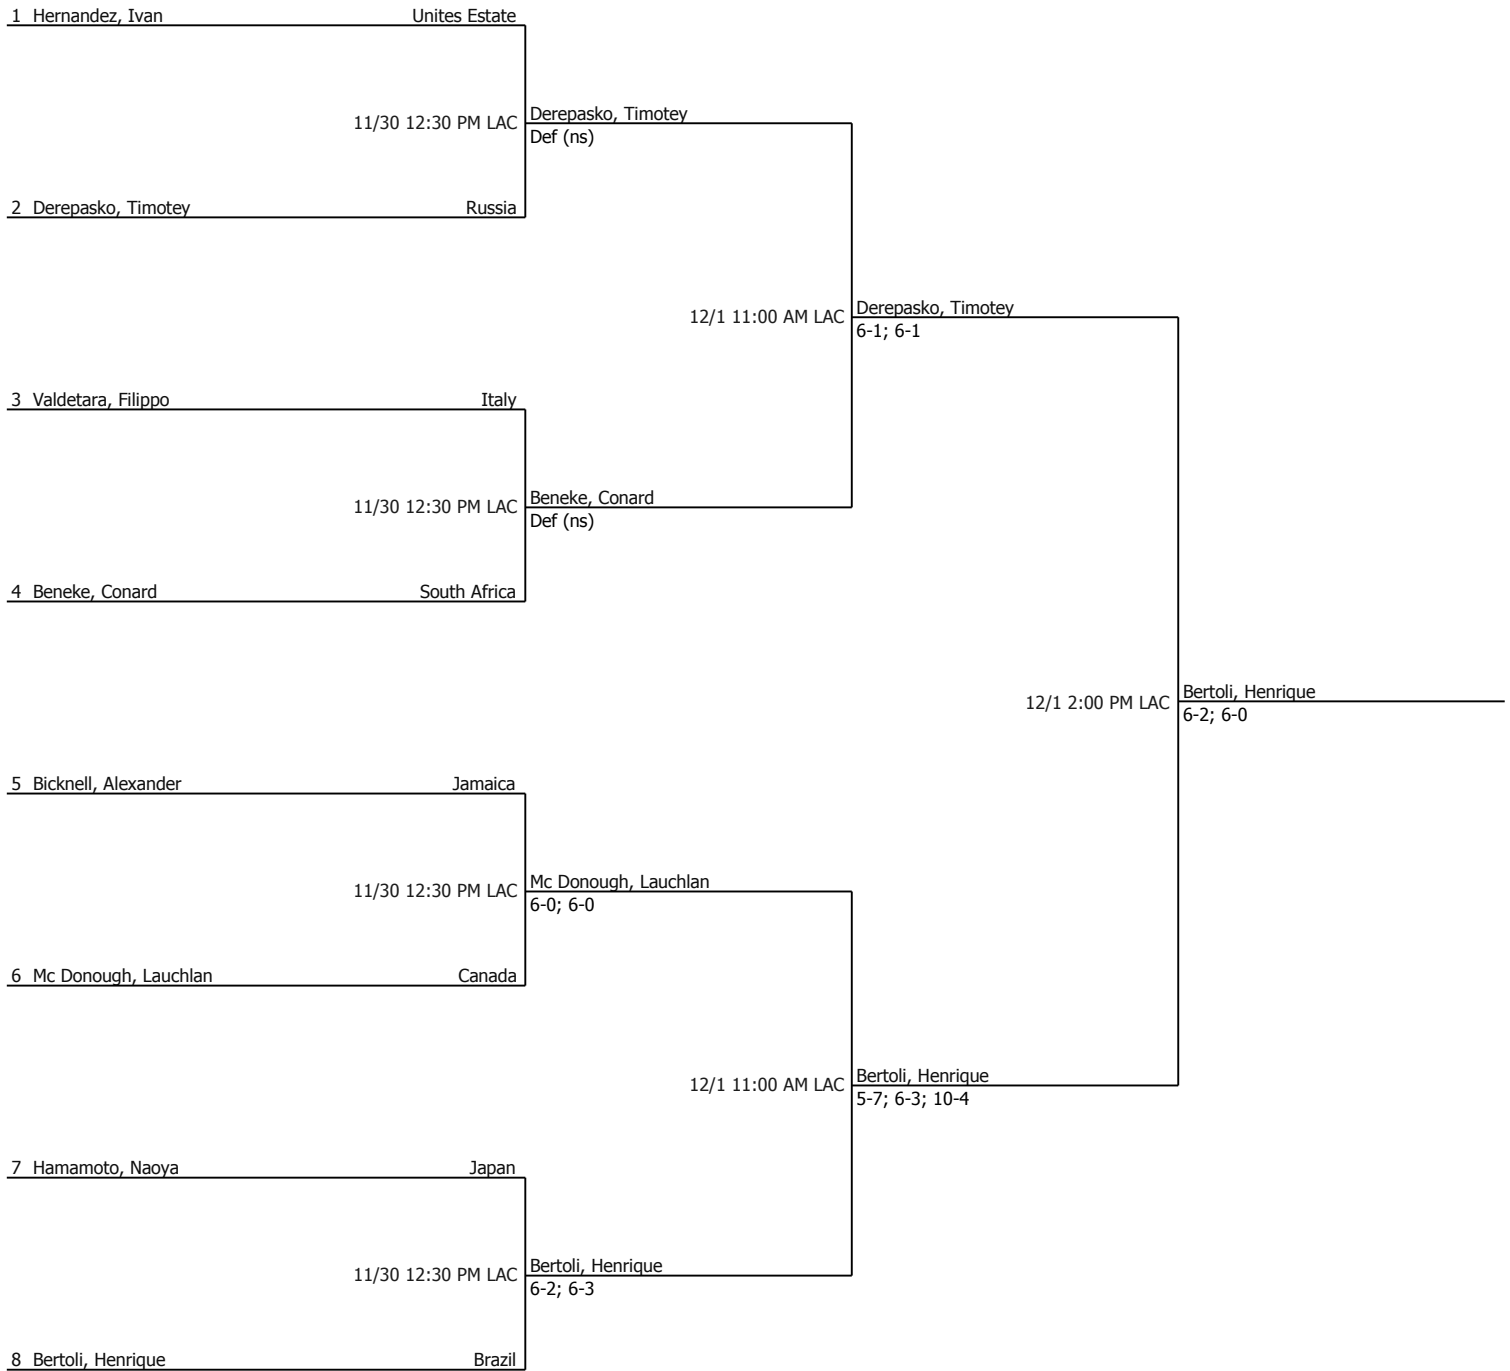 1 Hernandez, Ivan Unites Estate
11/30 12:30 PM LAC
Derepasko, Timotey
Def (ns)
2 Derepasko, Timotey Russia
12/1 11:00 AM LAC
Derepasko, Timotey
6-1; 6-1
3 Valdetara, Filippo Italy
11/30 12:30 PM LAC
Beneke, Conard
Def (ns)
4 Beneke, Conard South Africa
12/1 2:00 PM LAC
Bertoli, Henrique
6-2; 6-0
5 Bicknell, Alexander Jamaica
11/30 12:30 PM LAC
Mc Donough, Lauchlan
6-0; 6-0
6 Mc Donough, Lauchlan Canada
12/1 11:00 AM LAC
Bertoli, Henrique
5-7; 6-3; 10-4
7 Hamamoto, Naoya Japan
11/30 12:30 PM LAC
Bertoli, Henrique
6-2; 6-3
8 Bertoli, Henrique Brazil